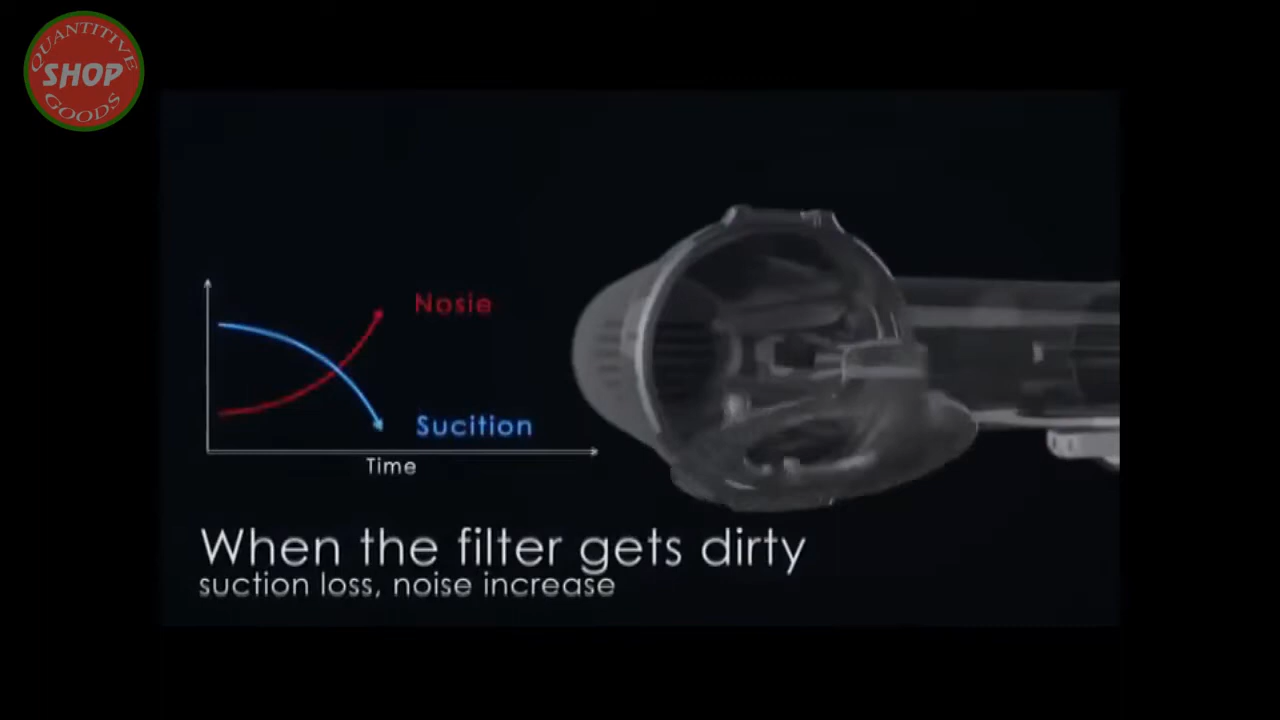 QUANTITIVE
SHOP
GOODS
Nosie
Sucition
Time
When the filter gets dirty
suction loss, noise increase